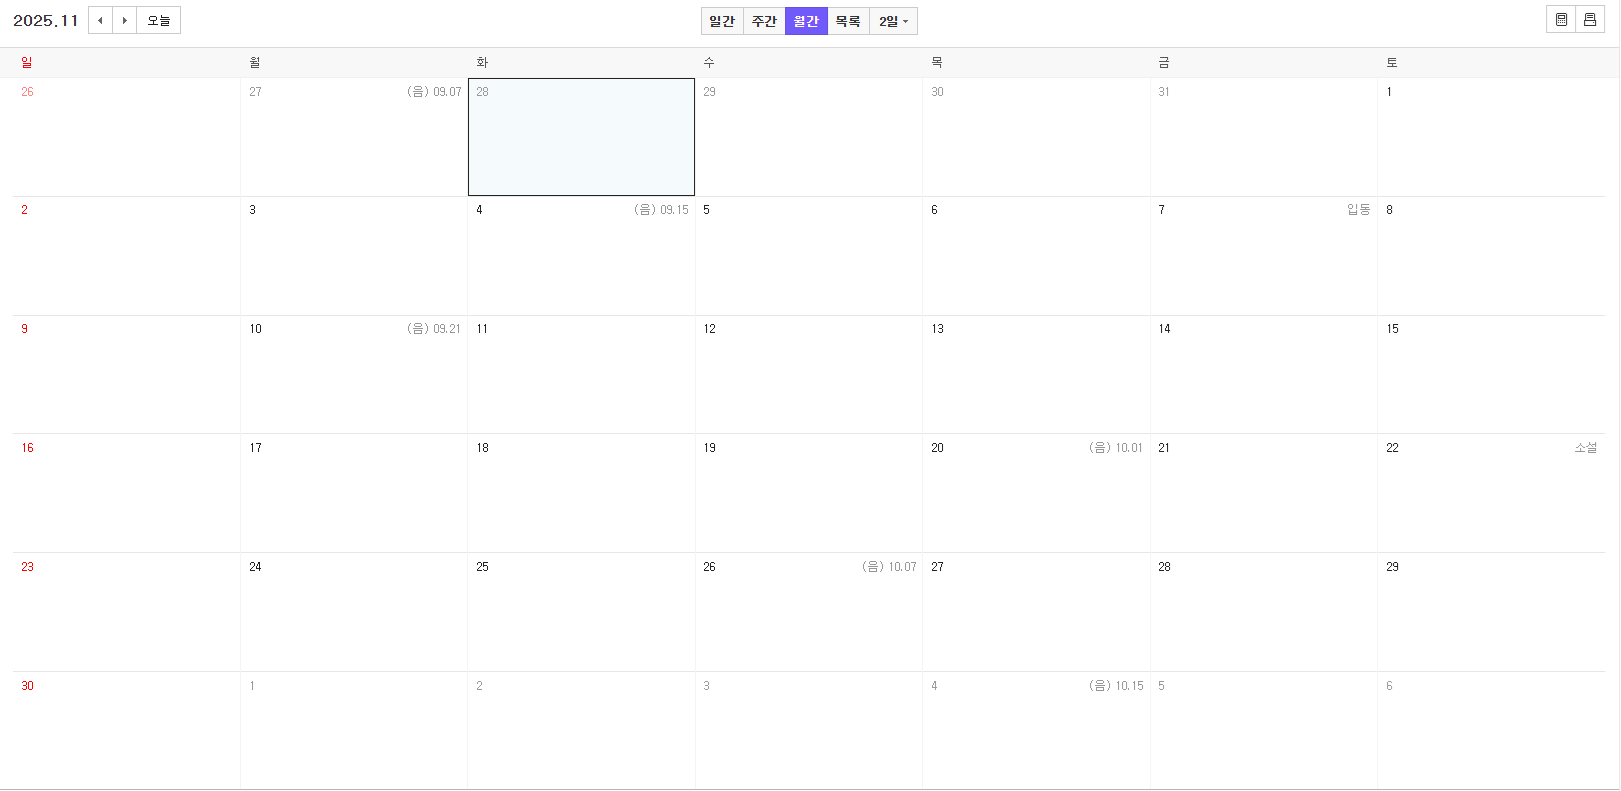 2025.11 오늘 일간 주간 월간 목록 2일
일 월 화 수 목 금 토
26 27 (음) 09.07 28 29 30 31 1
2 3 4 (음) 09.15 5 6 7 입동 8
9 10 (음) 09.21 11 12 13 14 15
16 17 18 19 20 (음) 10.01 21 22 소설
23 24 25 26 (음) 10.07 27 28 29
30 1 2 3 4 (음) 10.15 5 6